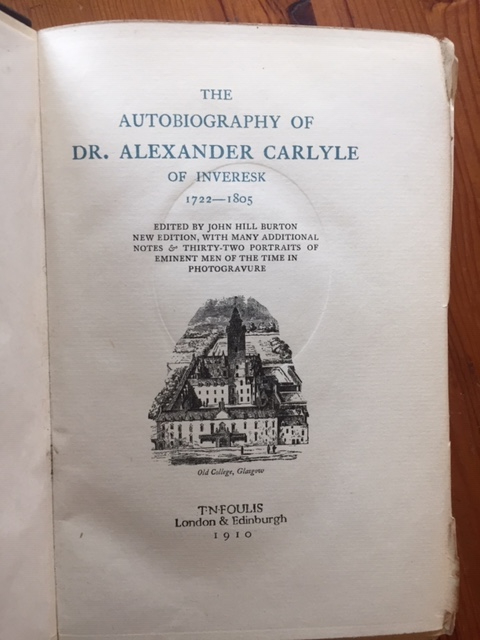 THE
AUTOBIOGRAPHY OF
DR. ALEXANDER CARLYLE
OF INVERESK
1722—1805
EDITED BY JOHN HILL BURTON
NEW EDITION, WITH MANY ADDITIONAL
NOTES & THIRTY-TWO PORTRAITS OF
EMINENT MEN OF THE TIME IN
PHOTOGRAVURE
Old College, Glasgow
T·N·FOULIS
London & Edinburgh
1910